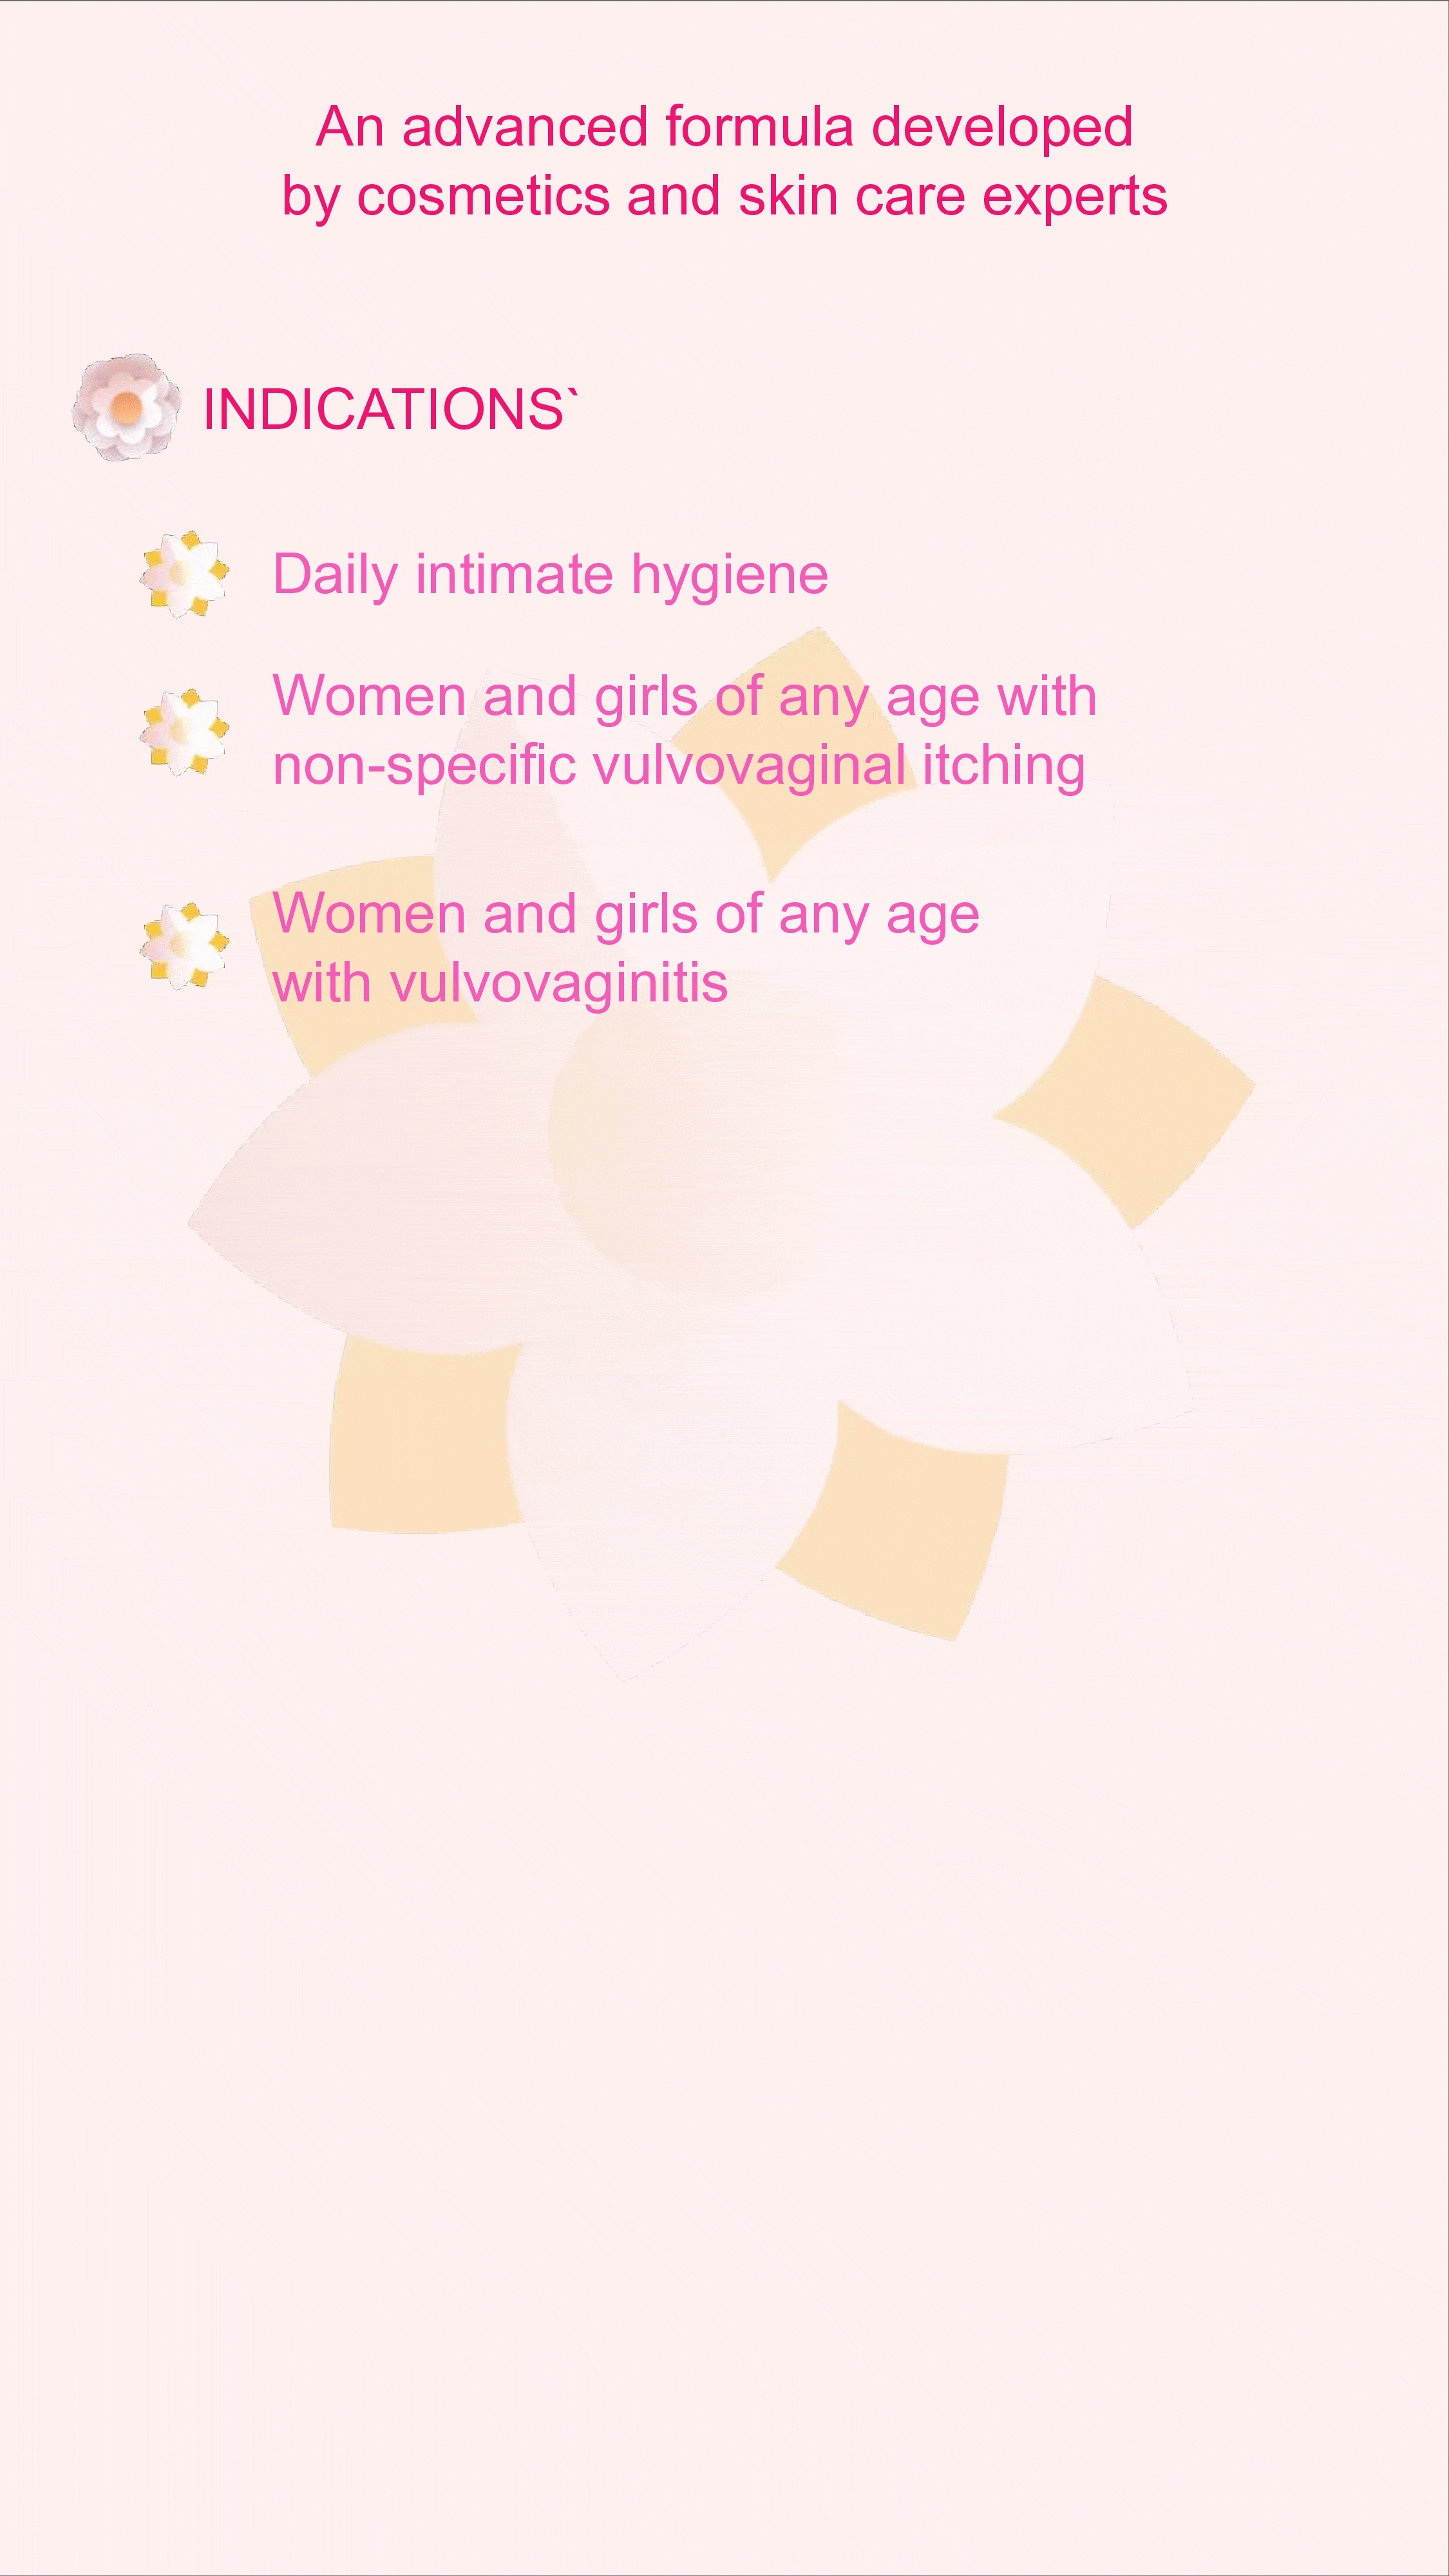 An advanced formula developed
by cosmetics and skin care experts
INDICATIONS`
Daily intimate hygiene
Women and girls of any age with
non-specific vulvovaginal itching
Women and girls of any age
with vulvovaginitis